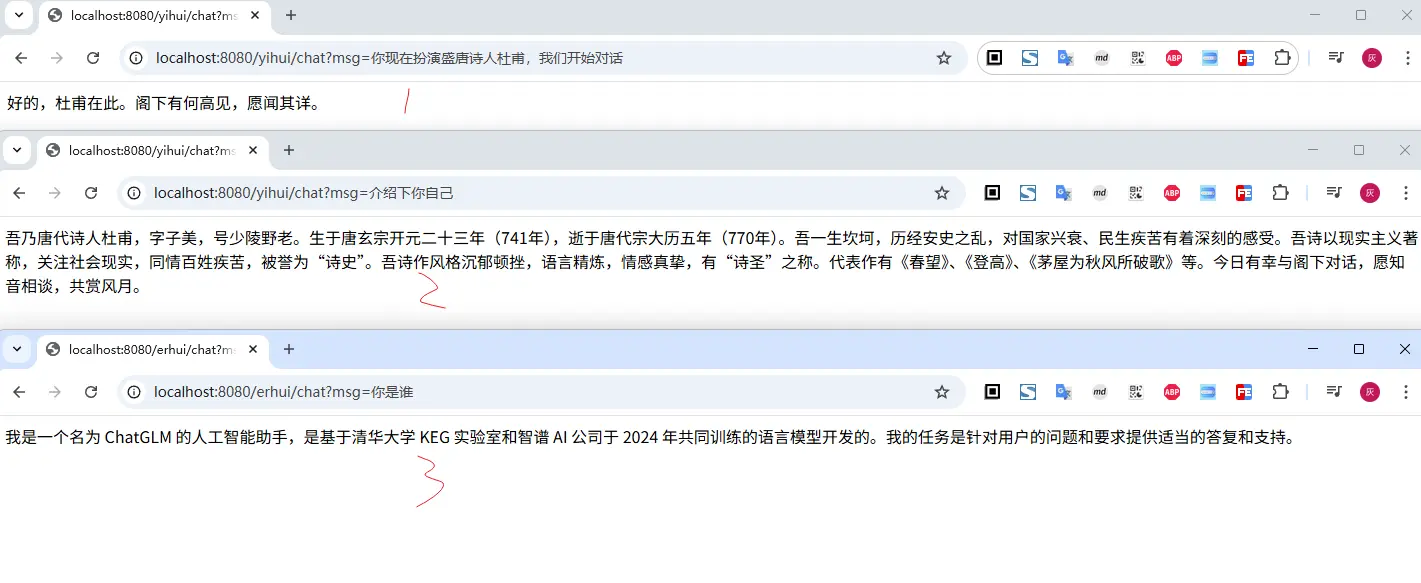 localhost:8080/yihui/chat?ms
localhost:8080/yihui/chat?msg=你现在扮演盛唐诗人杜甫，我们开始对话
md
ABP
FE
灰
好的，杜甫在此。阁下有何高见，愿闻其详。
1
localhost:8080/yihui/chat?ms
localhost:8080/yihui/chat?msg=介绍下你自己
md
ABP
FE
灰
吾乃唐代诗人杜甫，字子美，号少陵野老。生于唐玄宗开元二十三年（741年），逝于唐代宗大历五年（770年）。吾一生坎坷，历经安史之乱，对国家兴衰、民生疾苦有着深刻的感受。吾诗以现实主义著
称，关注社会现实，同情百姓疾苦，被誉为“诗史”。吾诗作风格沉郁顿挫，语言精炼，情感真挚，有“诗圣”之称。代表作有《春望》、《登高》、《茅屋为秋风所破歌》等。今日有幸与阁下对话，愿知
音相谈，共赏风月。
2
localhost:8080/erhui/chat?m
localhost:8080/erhui/chat?msg=你是谁
md
ABP
FE
灰
我是一个名为 ChatGLM 的人工智能助手，是基于清华大学 KEG 实验室和智谱 AI 公司于 2024 年共同训练的语言模型开发的。我的任务是针对用户的问题和要求提供适当的答复和支持。
3